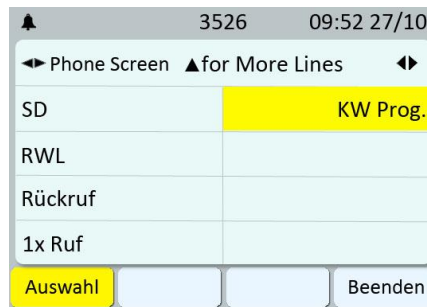 3526 09:52 27/10
Phone Screen ▲for More Lines
SD KW Prog.
RWL
Rückruf
1x Ruf
Auswahl Beenden